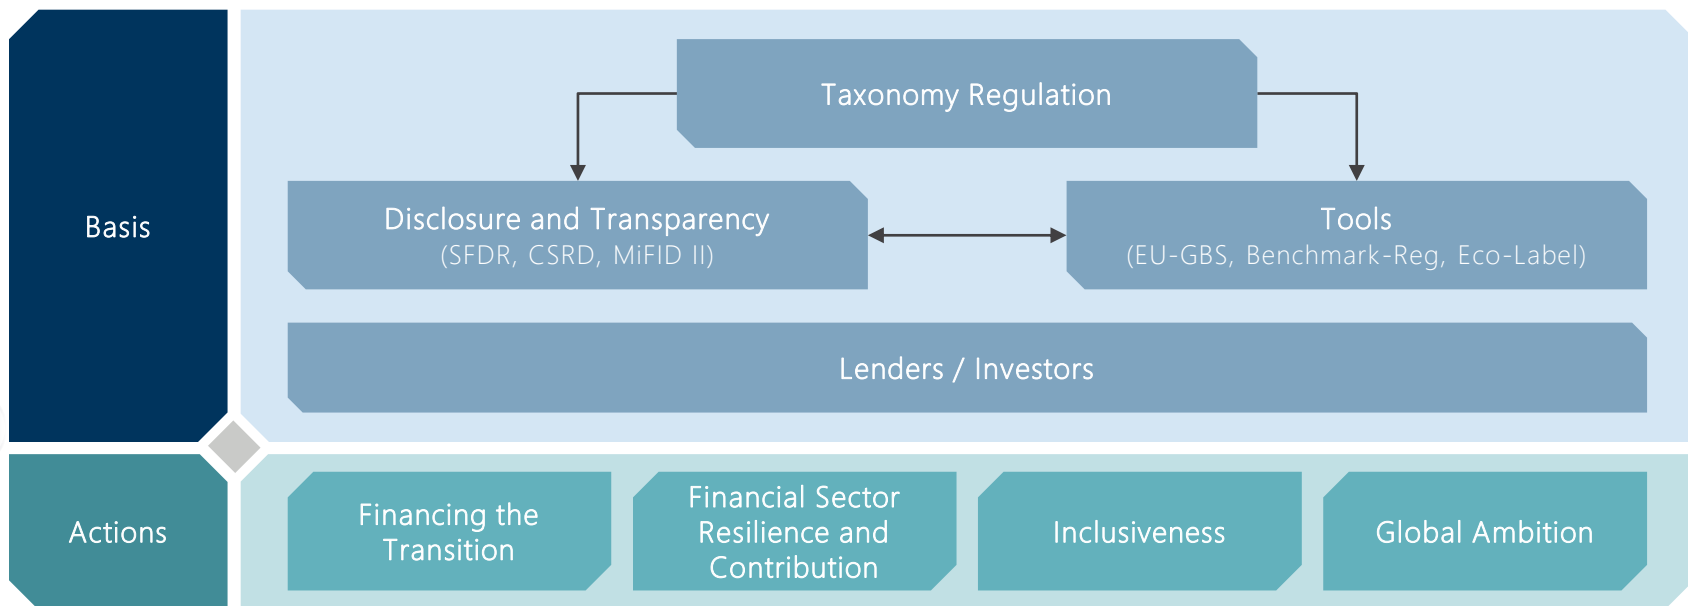 Basis
Taxonomy Regulation
Disclosure and Transparency
(SFDR, CSRD, MiFID II)
Tools
(EU-GBS, Benchmark-Reg, Eco-Label)
Lenders / Investors
Actions
Financing the
Transition
Financial Sector
Resilience and
Contribution
Inclusiveness
Global Ambition